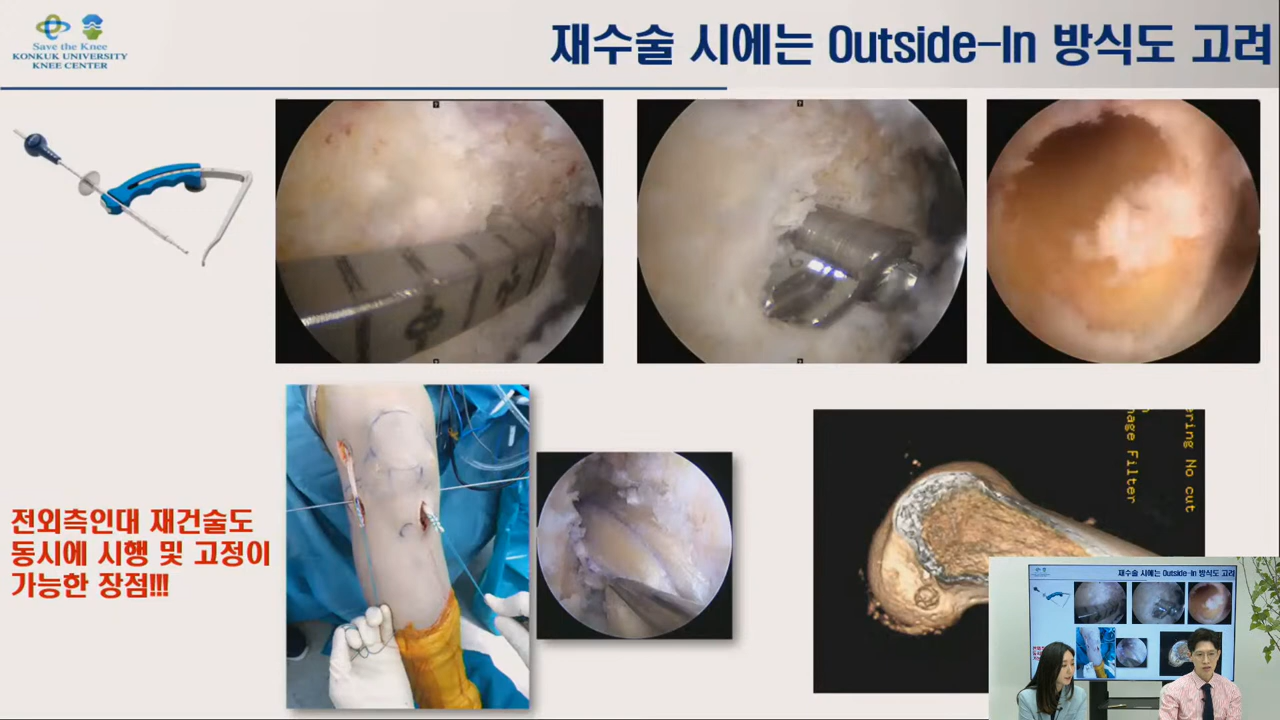 Save the Knee
KONKUK UNIVERSITY
KNEE CENTER
재수술 시에는 Outside-In 방식도 고려
전외측인대 재건술도
동시에 시행 및 고정이
가능한 장점!!!
ering No cut
age Filter
재수술 시에는 Outside-In 방식도 고려